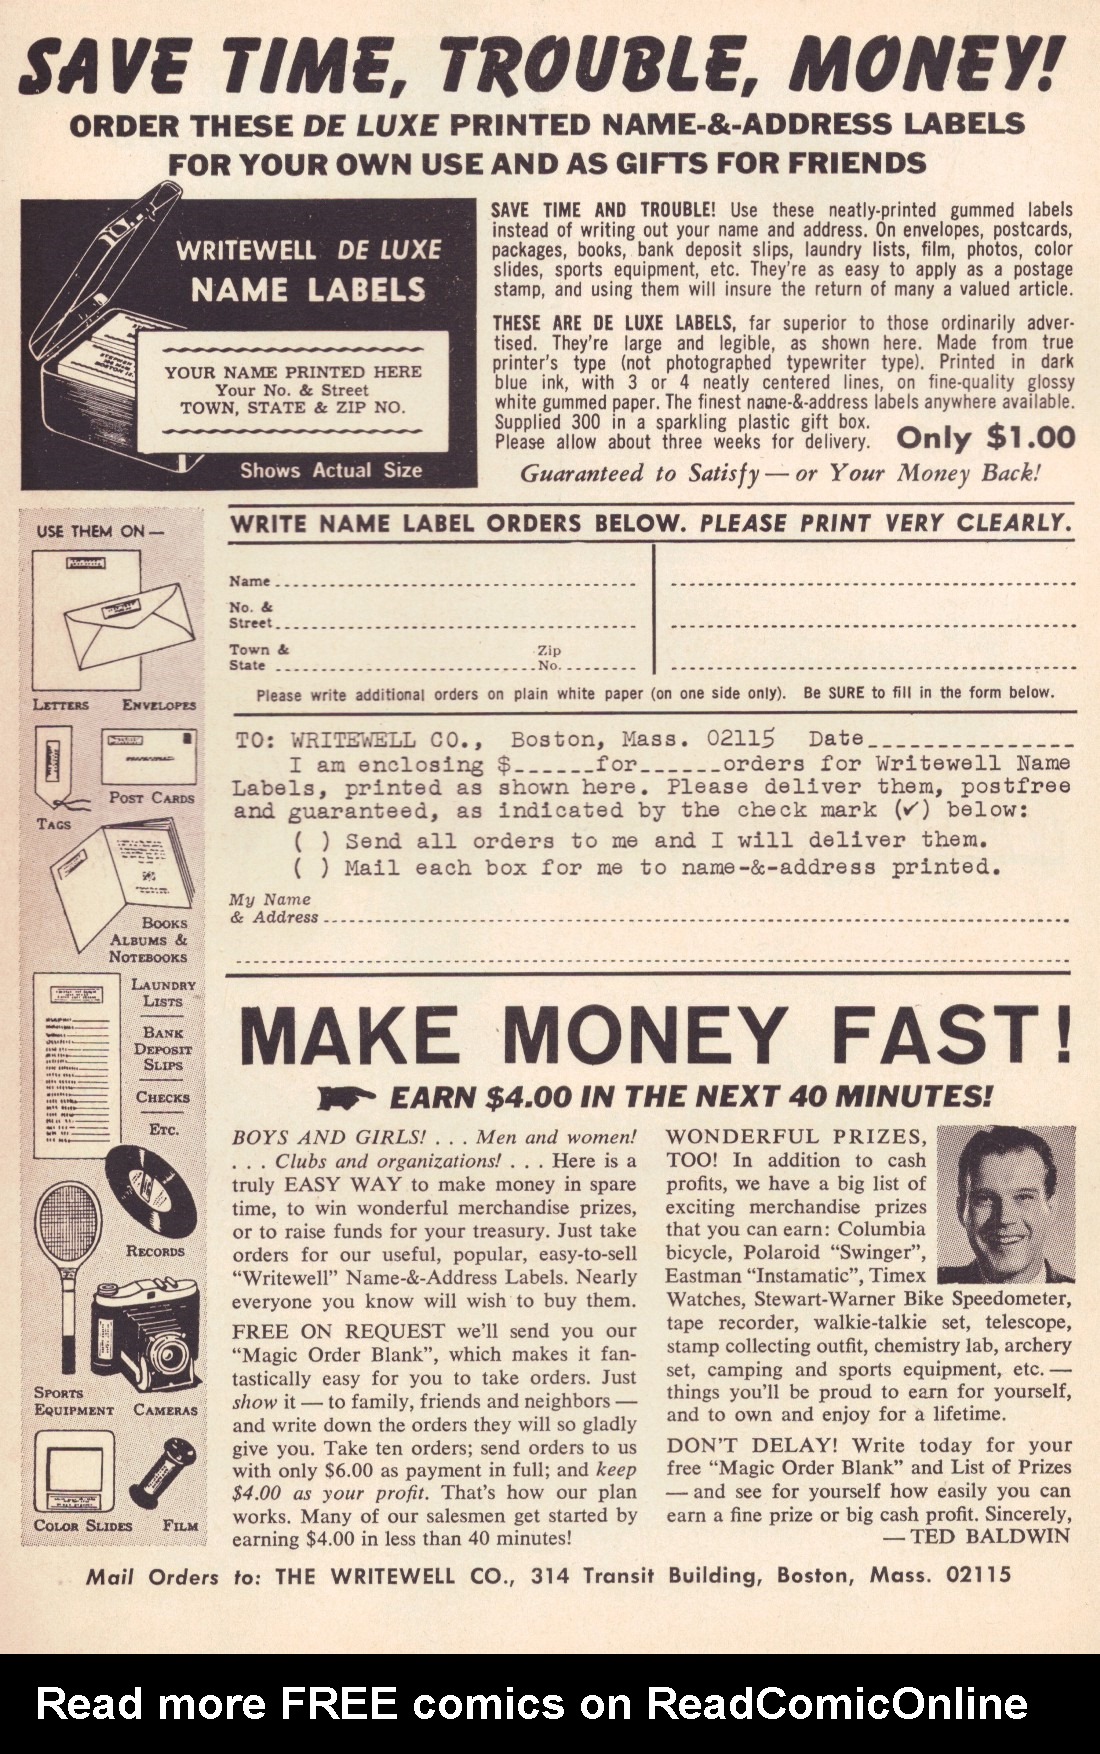 SAVE TIME, TROUBLE, MONEY!
ORDER THESE DE LUXE PRINTED NAME-&-ADDRESS LABELS
FOR YOUR OWN USE AND AS GIFTS FOR FRIENDS
WRITEWELL DE LUXE
NAME LABELS
YOUR NAME PRINTED HERE
Your No. & Street
TOWN, STATE & ZIP NO.
Shows Actual Size
SAVE TIME AND TROUBLE! Use these neatly-printed gummed labels
instead of writing out your name and address. On envelopes, postcards,
packages, books, bank deposit slips, laundry lists, film, photos, color
slides, sports equipment, etc. They're as easy to apply as a postage
stamp, and using them will insure the return of many a valued article.
THESE ARE DE LUXE LABELS, far superior to those ordinarily adver-
tised. They're large and legible, as shown here. Made from true
printer's type (not photographed typewriter type). Printed in dark
blue ink, with 3 or 4 neatly centered lines, on fine-quality glossy
white gummed paper. The finest name-&-address labels anywhere available.
Supplied 300 in a sparkling plastic gift box.
Please allow about three weeks for delivery. Only $1.00
Guaranteed to Satisfy — or Your Money Back!
USE THEM ON —
LETTERS ENVELOPES
TAGS
POST CARDS
BOOKS
ALBUMS &
NOTEBOOKS
LAUNDRY
LISTS
BANK
DEPOSIT
SLIPS
CHECKS
ETC.
RECORDS
SPORTS
EQUIPMENT CAMERAS
COLOR SLIDES FILM
WRITE NAME LABEL ORDERS BELOW. PLEASE PRINT VERY CLEARLY.
Name
No. &
Street
Town & Zip
State No.
Please write additional orders on plain white paper (on one side only). Be SURE to fill in the form below.
TO: WRITEWELL CO., Boston, Mass. 02115 Date_______________
I am enclosing $______for______orders for Writewell Name
Labels, printed as shown here. Please deliver them, postfree
and guaranteed, as indicated by the check mark (✓) below:
( ) Send all orders to me and I will deliver them.
( ) Mail each box for me to name-&-address printed.
My Name
& Address
MAKE MONEY FAST!
EARN $4.00 IN THE NEXT 40 MINUTES!
BOYS AND GIRLS! . . . Men and women!
. . . Clubs and organizations! . . . Here is a
truly EASY WAY to make money in spare
time, to win wonderful merchandise prizes,
or to raise funds for your treasury. Just take
orders for our useful, popular, easy-to-sell
"Writewell" Name-&-Address Labels. Nearly
everyone you know will wish to buy them.
FREE ON REQUEST we'll send you our
"Magic Order Blank", which makes it fan-
tastically easy for you to take orders. Just
show it — to family, friends and neighbors —
and write down the orders they will so gladly
give you. Take ten orders; send orders to us
with only $6.00 as payment in full; and keep
$4.00 as your profit. That's how our plan
works. Many of our salesmen get started by
earning $4.00 in less than 40 minutes!
WONDERFUL PRIZES,
TOO! In addition to cash
profits, we have a big list of
exciting merchandise prizes
that you can earn: Columbia
bicycle, Polaroid "Swinger",
Eastman "Instamatic", Timex
Watches, Stewart-Warner Bike Speedometer,
tape recorder, walkie-talkie set, telescope,
stamp collecting outfit, chemistry lab, archery
set, camping and sports equipment, etc. —
things you'll be proud to earn for yourself,
and to own and enjoy for a lifetime.
DON'T DELAY! Write today for your
free "Magic Order Blank" and List of Prizes
— and see for yourself how easily you can
earn a fine prize or big cash profit. Sincerely,
— TED BALDWIN
Mail Orders to: THE WRITEWELL CO., 314 Transit Building, Boston, Mass. 02115
Read more FREE comics on ReadComicOnline